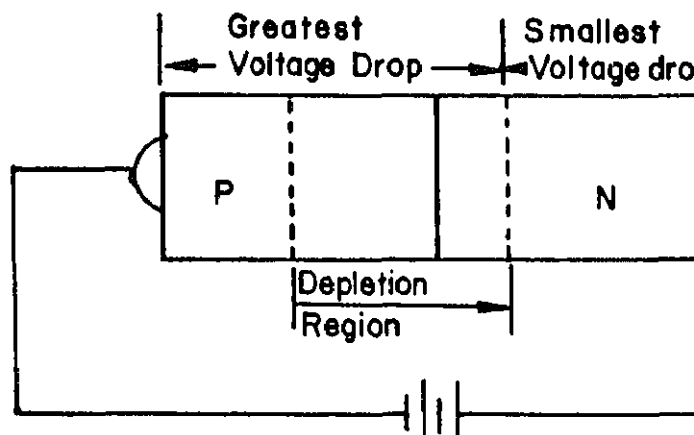 Greatest
Voltage Drop
Smallest
Voltage dro
P
N
Depletion
Region